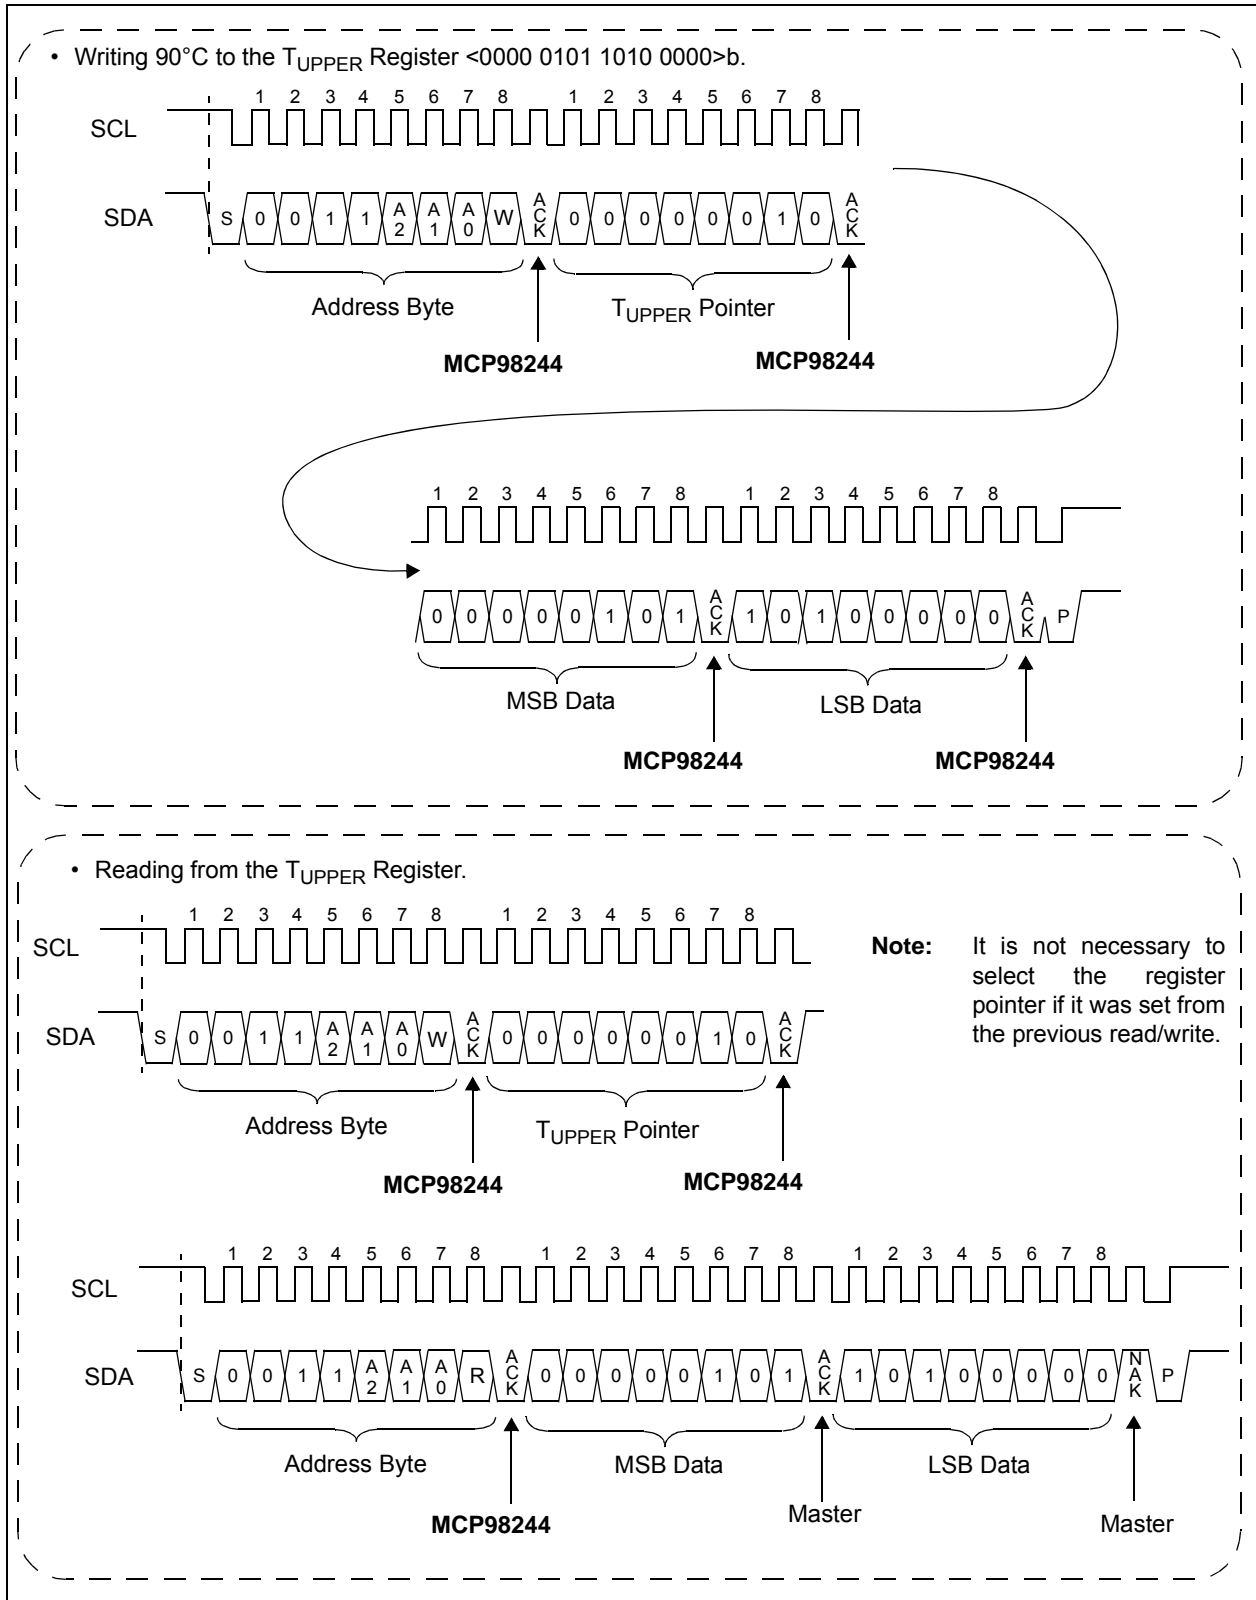 • Writing 90°C to the TUPPER Register <0000 0101 1010 0000>b.
1 2 3 4 5 6 7 8 1 2 3 4 5 6 7 8
SCL
SDA S 0 0 1 1 A2 A1 A0 W ACK 0 0 0 0 0 0 1 0 ACK
Address Byte TUPPER Pointer
MCP98244 MCP98244
1 2 3 4 5 6 7 8 1 2 3 4 5 6 7 8
0 0 0 0 0 1 0 1 ACK 1 0 1 0 0 0 0 0 ACK P
MSB Data LSB Data
MCP98244 MCP98244
• Reading from the TUPPER Register.
1 2 3 4 5 6 7 8 1 2 3 4 5 6 7 8
SCL
SDA S 0 0 1 1 A2 A1 A0 W ACK 0 0 0 0 0 0 1 0 ACK
Address Byte TUPPER Pointer
MCP98244 MCP98244
Note: It is not necessary to
select the register
pointer if it was set from
the previous read/write.
1 2 3 4 5 6 7 8 1 2 3 4 5 6 7 8 1 2 3 4 5 6 7 8
SCL
SDA S 0 0 1 1 A2 A1 A0 R ACK 0 0 0 0 0 1 0 1 ACK 1 0 1 0 0 0 0 0 NAK P
Address Byte MSB Data LSB Data
MCP98244 Master Master